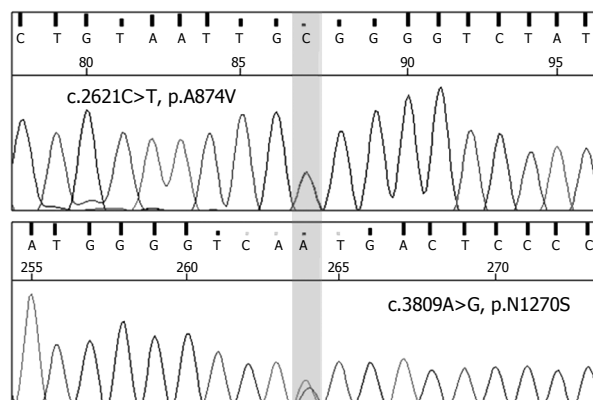 C T G T A A T T G C G G G G T C T A T
80 85 90 95
c.2621C>T, p.A874V
A T G G G G T C A A T G A C T C C C C
255 260 265 270
c.3809A>G, p.N1270S